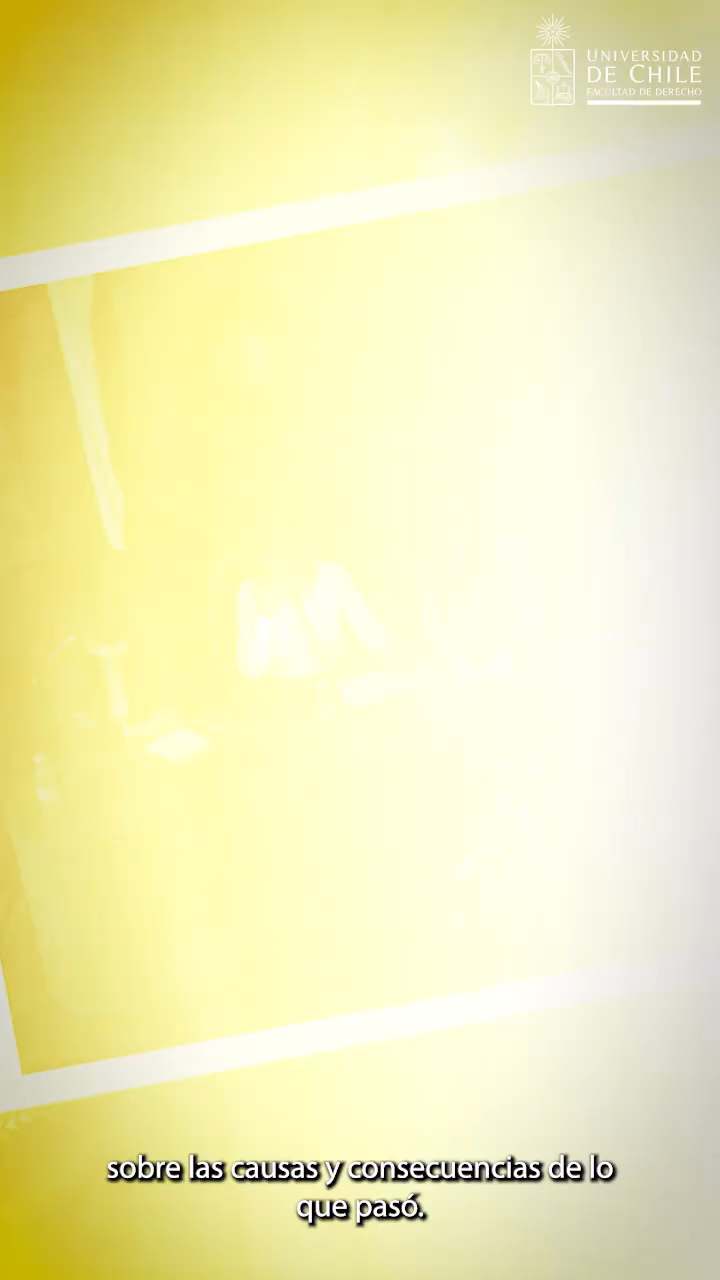 UNIVERSIDAD
DE CHILE
FACULTAD DE DERECHO
sobre las causas y consecuencias de lo
que pasó.